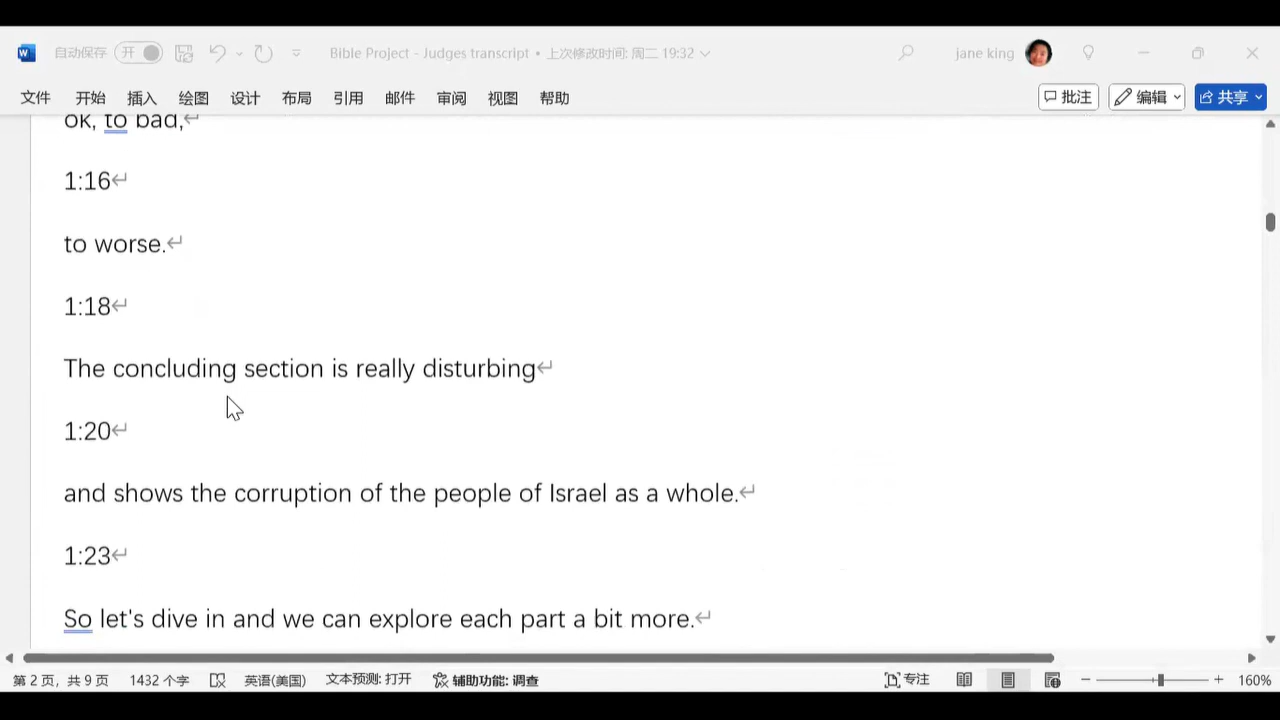 W 自动保存 开 Bible Project - Judges transcript • 上次修改时间: 周二 19:32 jane king
文件 开始 插入 绘图 设计 布局 引用 邮件 审阅 视图 帮助 批注 编辑 共享
ok, to bad,↵
1:16↵
to worse.↵
1:18↵
The concluding section is really disturbing↵
1:20↵
and shows the corruption of the people of Israel as a whole.↵
1:23↵
So let's dive in and we can explore each part a bit more.↵
第 2 页，共 9 页 1432 个字 英语(美国) 文本预测: 打开 辅助功能: 调查 专注 − + 160%